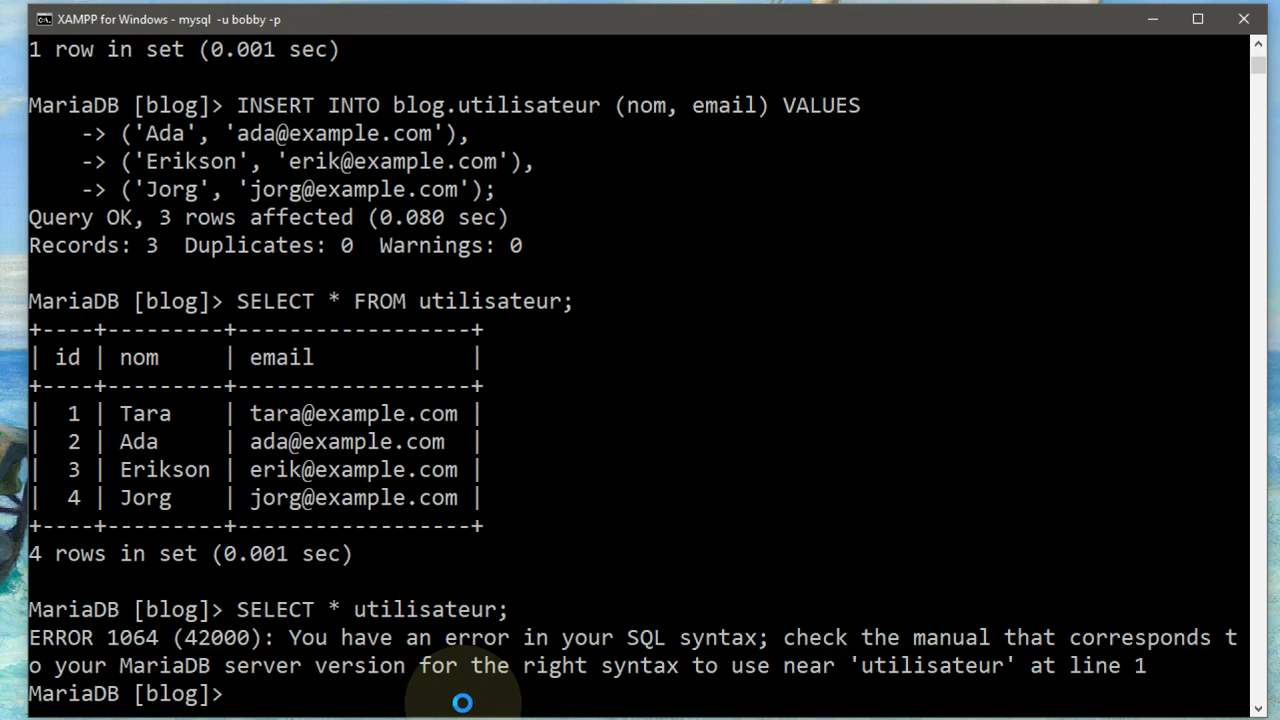 XAMPP for Windows - mysql -u bobby -p
1 row in set (0.001 sec)
MariaDB [blog]> INSERT INTO blog.utilisateur (nom, email) VALUES
    -> ('Ada', 'ada@example.com'),
    -> ('Erikson', 'erik@example.com'),
    -> ('Jorg', 'jorg@example.com');
Query OK, 3 rows affected (0.080 sec)
Records: 3  Duplicates: 0  Warnings: 0
MariaDB [blog]> SELECT * FROM utilisateur;
+----+---------+------------------+
| id | nom     | email            |
+----+---------+------------------+
|  1 | Tara    | tara@example.com |
|  2 | Ada     | ada@example.com  |
|  3 | Erikson | erik@example.com |
|  4 | Jorg    | jorg@example.com |
+----+---------+------------------+
4 rows in set (0.001 sec)
MariaDB [blog]> SELECT * utilisateur;
ERROR 1064 (42000): You have an error in your SQL syntax; check the manual that corresponds t
o your MariaDB server version for the right syntax to use near 'utilisateur' at line 1
MariaDB [blog]>